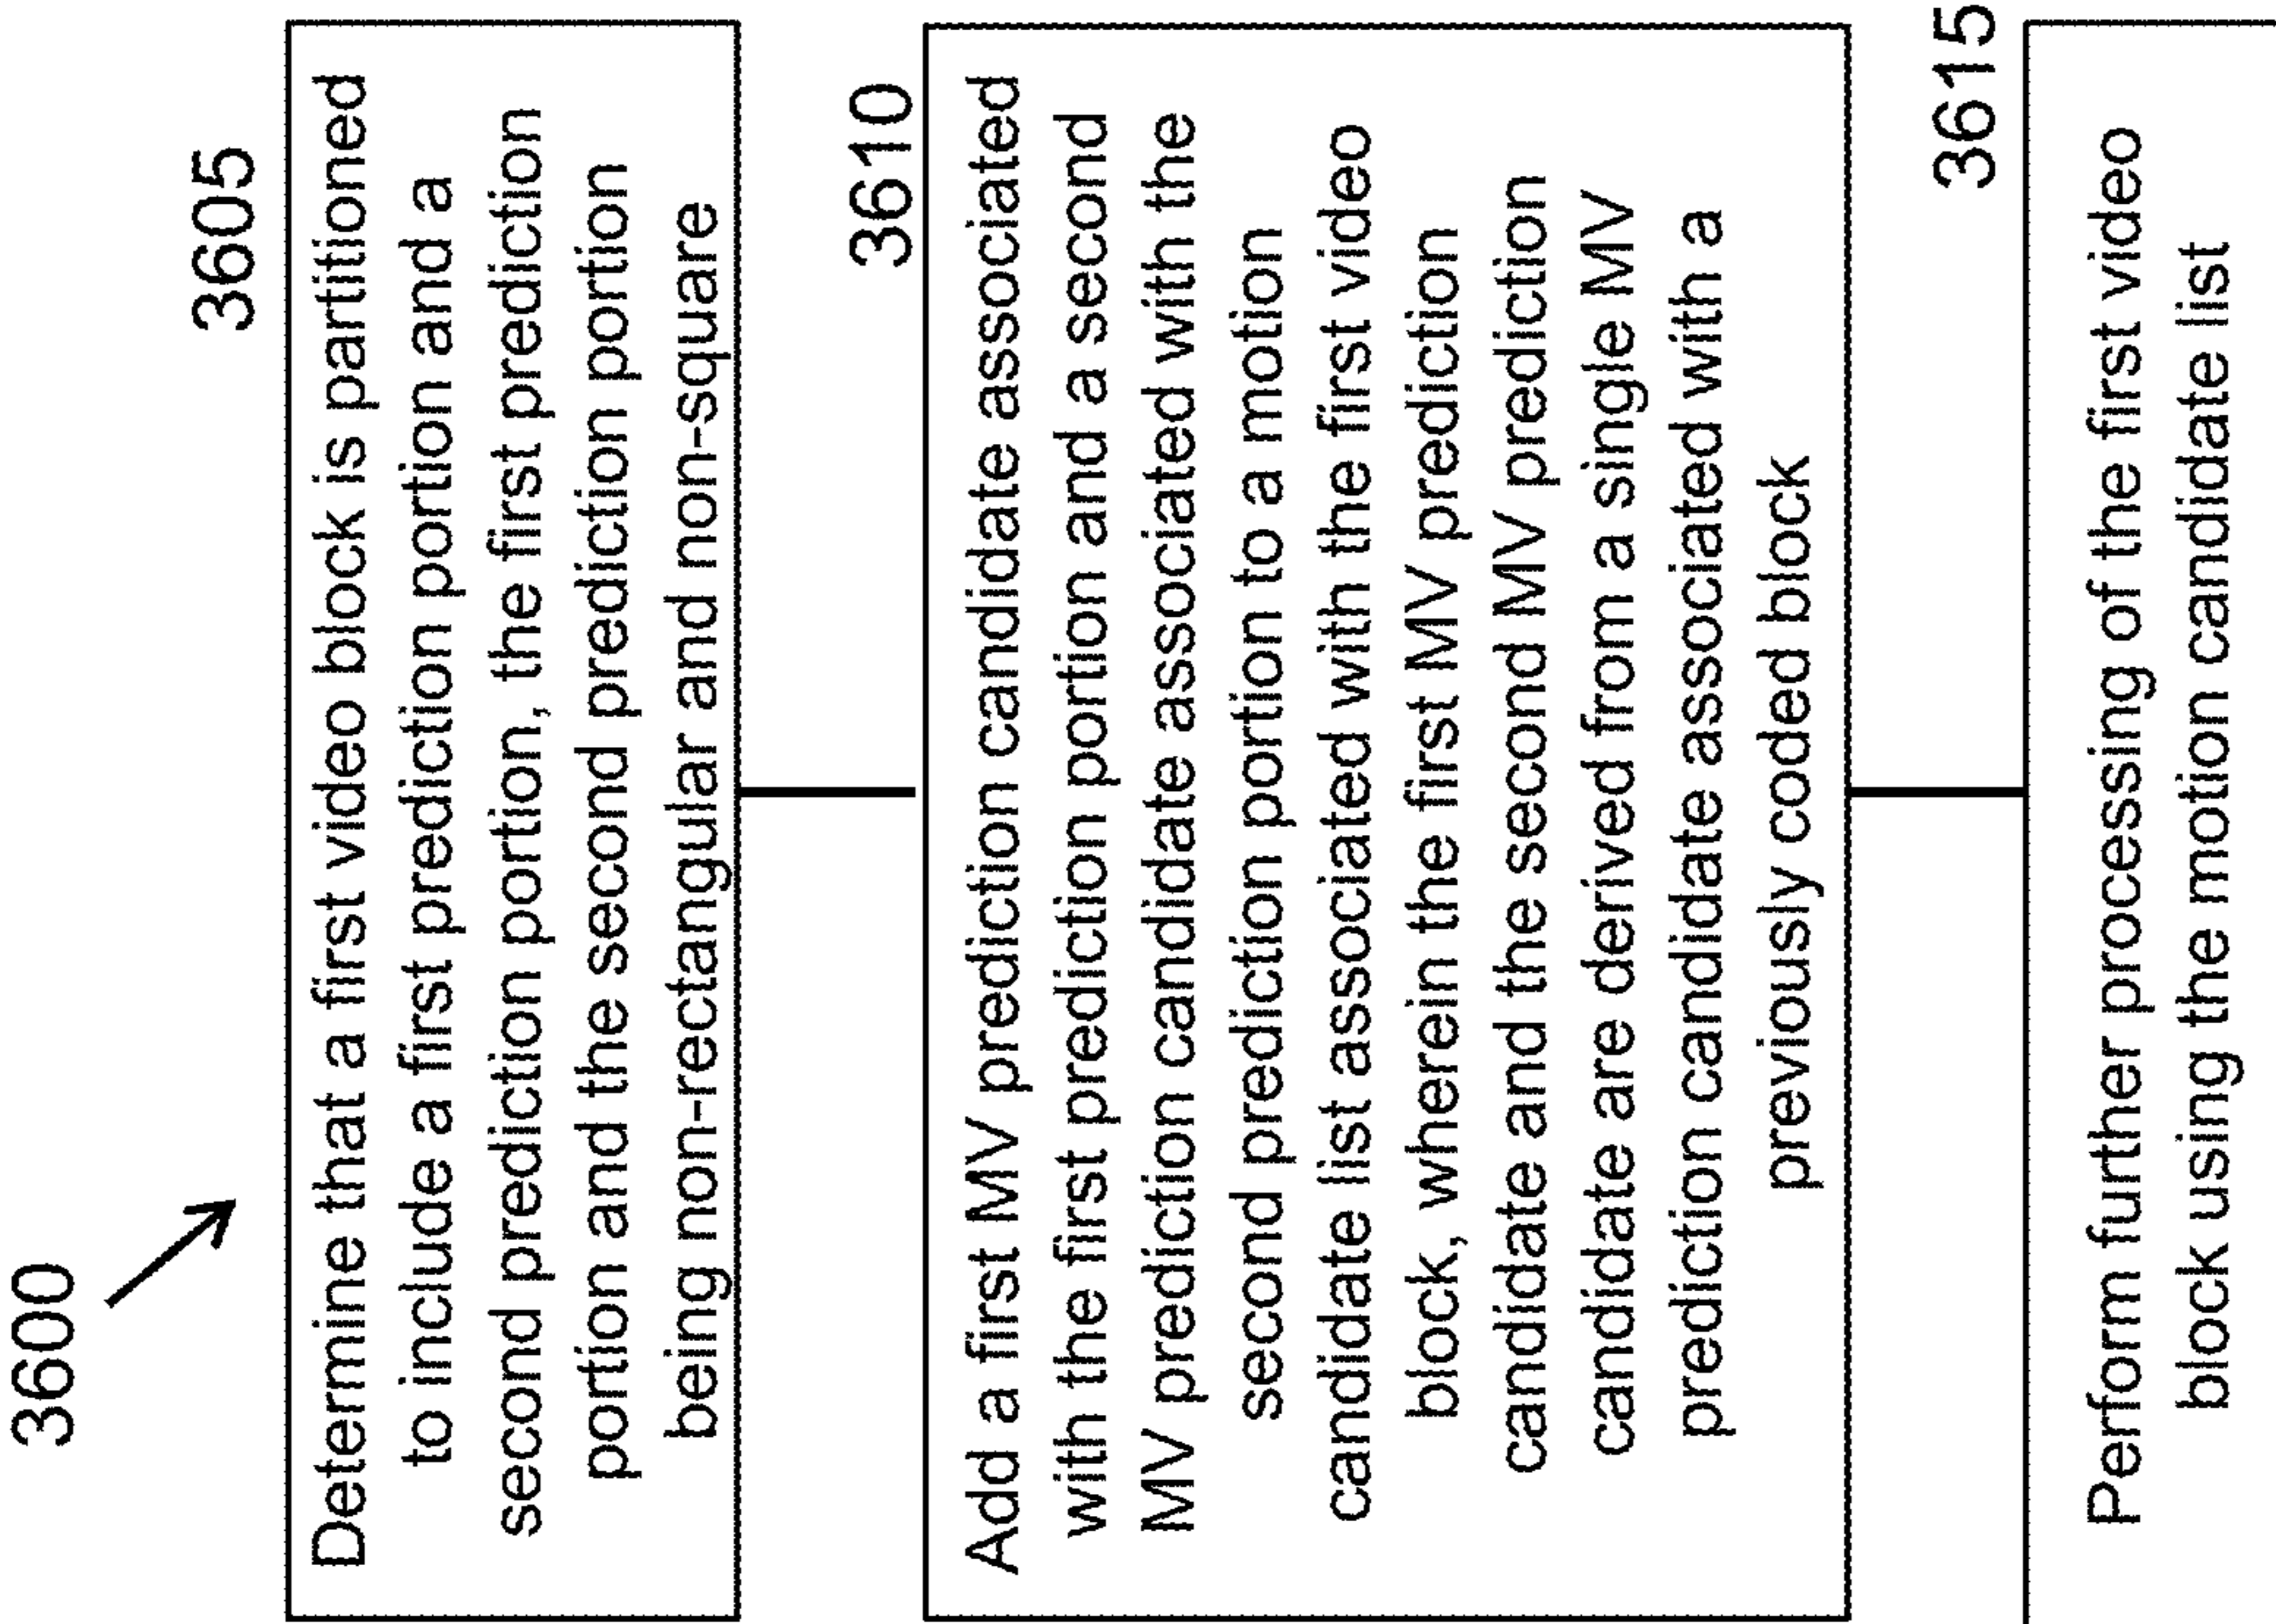 3600
3605
Determine that a first video block is partitioned
to include a first prediction portion and a
second prediction portion, the first prediction
portion and the second prediction portion
being non-rectangular and non-square
3610
Add a first MV prediction candidate associated
with the first prediction portion and a second
MV prediction candidate associated with the
second prediction portion to a motion
candidate list associated with the first video
block, wherein the first MV prediction
candidate and the second MV prediction
candidate are derived from a single MV
prediction candidate associated with a
previously coded block
3615
Perform further processing of the first video
block using the motion candidate list